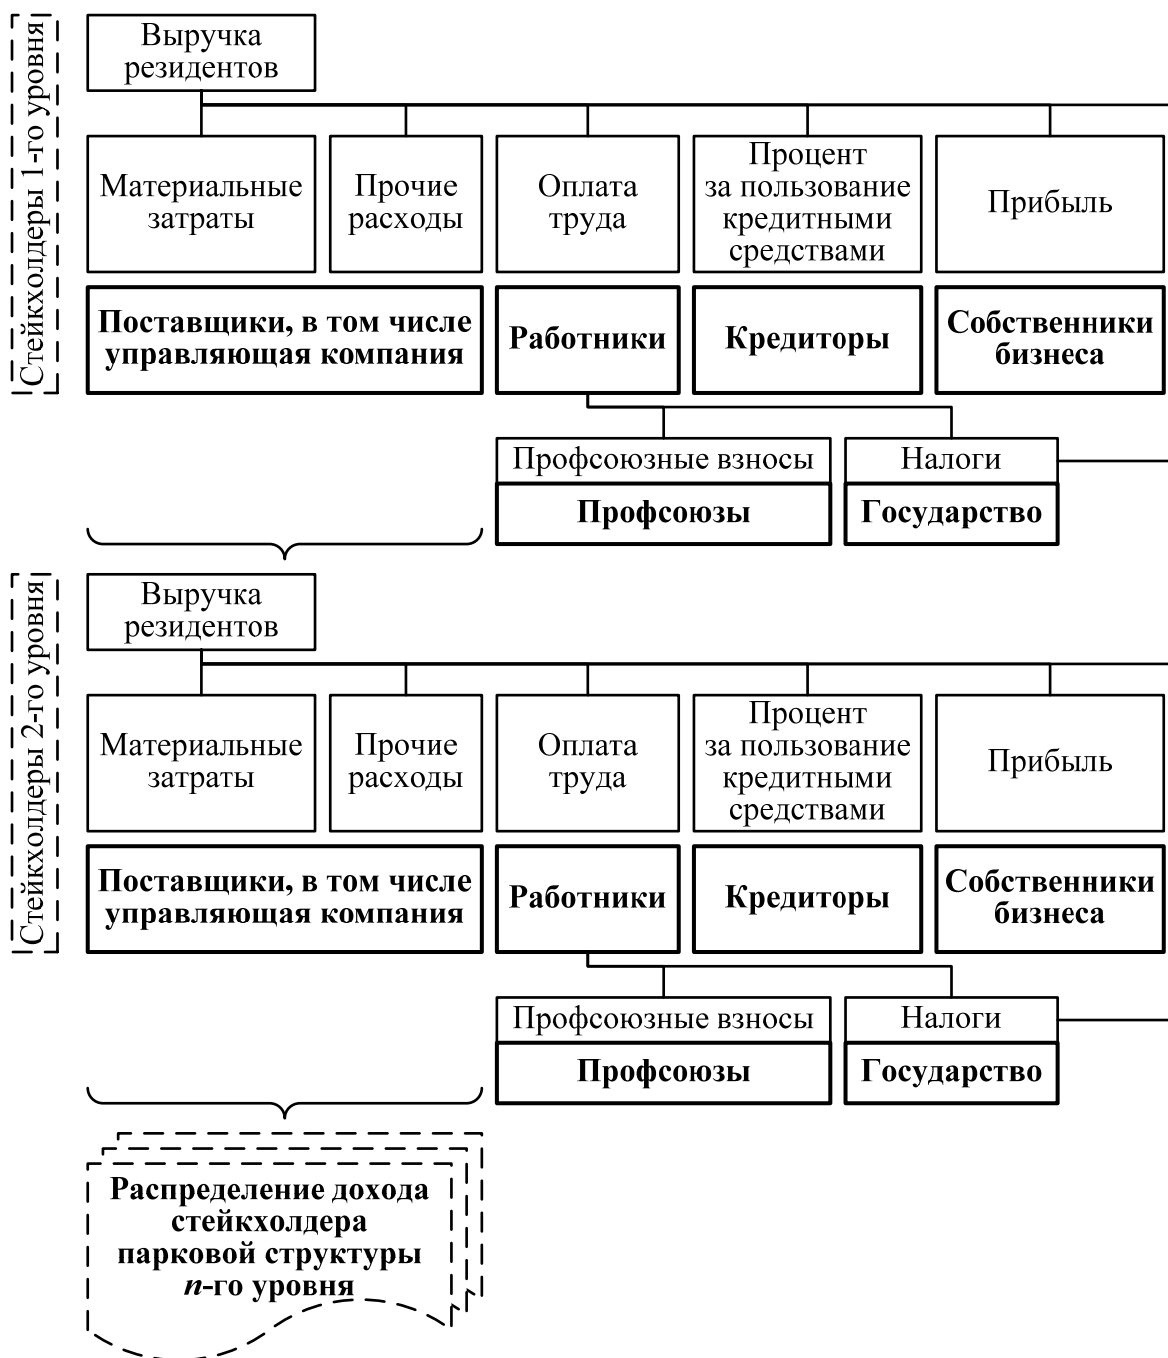 Стейкхолдеры 1-го уровня
Выручка
резидентов
Материальные
затраты
Прочие
расходы
Оплата
труда
Процент
за пользование
кредитными
средствами
Прибыль
Поставщики, в том числе
управляющая компания
Работники
Кредиторы
Собственники
бизнеса
Профсоюзные взносы
Налоги
Профсоюзы
Государство
Стейкхолдеры 2-го уровня
Выручка
резидентов
Материальные
затраты
Прочие
расходы
Оплата
труда
Процент
за пользование
кредитными
средствами
Прибыль
Поставщики, в том числе
управляющая компания
Работники
Кредиторы
Собственники
бизнеса
Профсоюзные взносы
Налоги
Профсоюзы
Государство
Распределение дохода
стейкхолдера
парковой структуры
n-го уровня